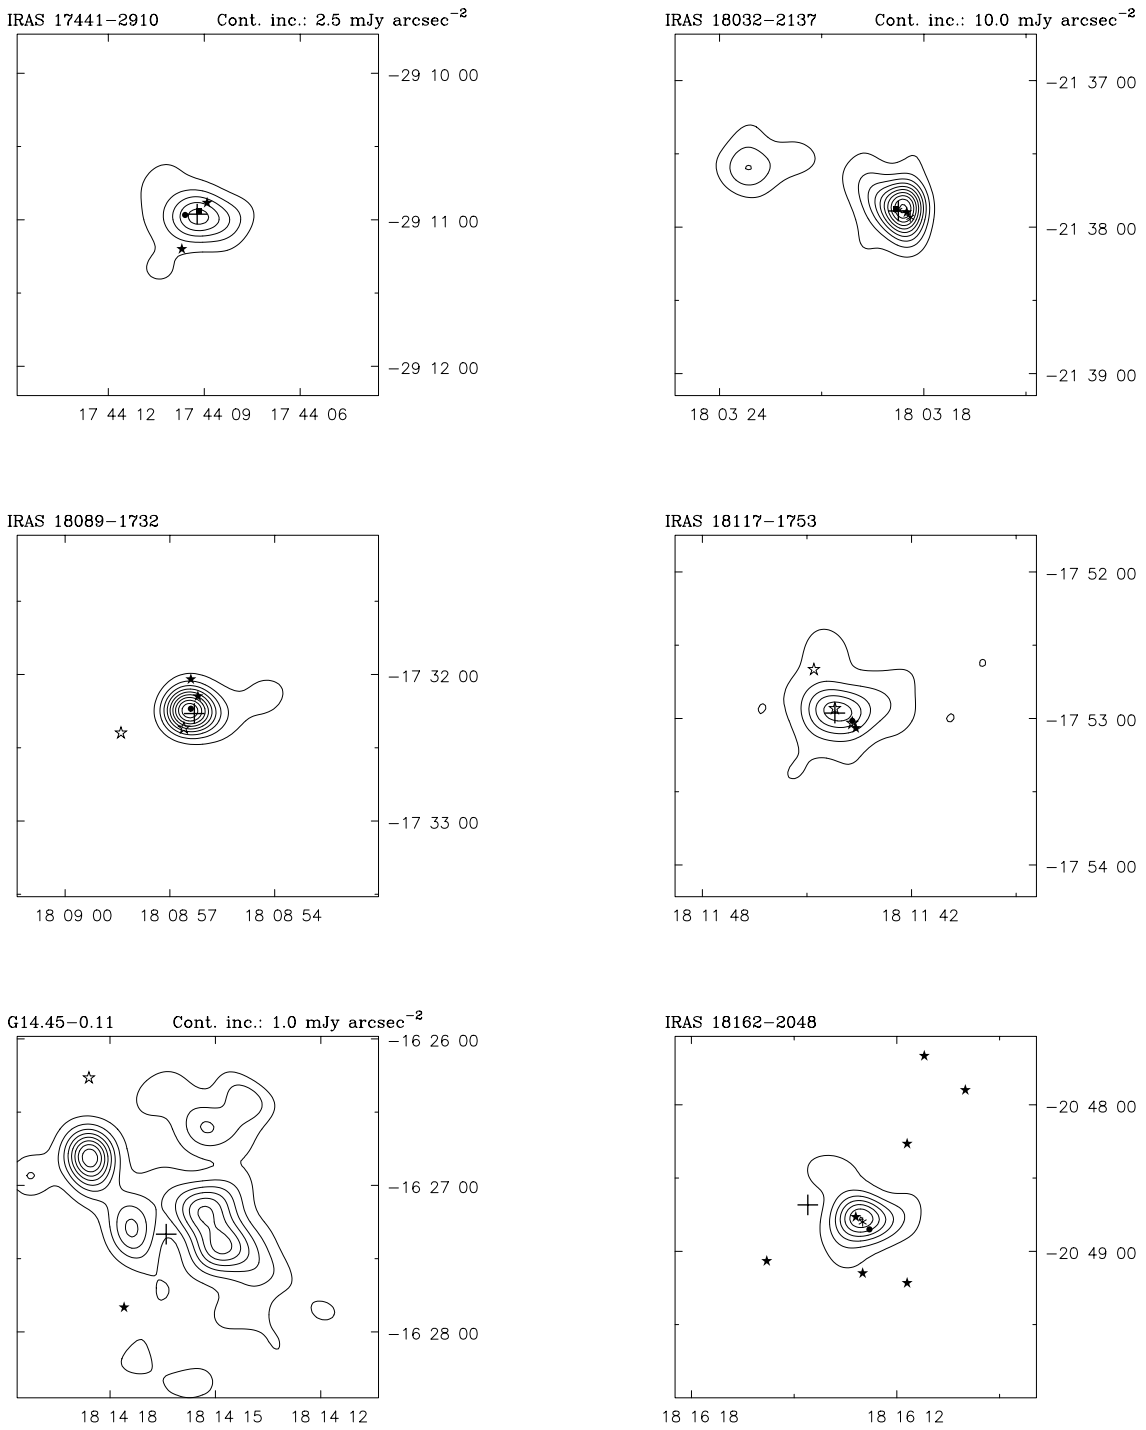 IRAS 17441−2910 Cont. inc.: 2.5 mJy arcsec−2
−29 10 00
−29 11 00
−29 12 00
17 44 12 17 44 09 17 44 06
IRAS 18032−2137 Cont. inc.: 10.0 mJy arcsec−2
−21 37 00
−21 38 00
−21 39 00
18 03 24 18 03 18
IRAS 18089−1732
−17 32 00
−17 33 00
18 09 00 18 08 57 18 08 54
IRAS 18117−1753
−17 52 00
−17 53 00
−17 54 00
18 11 48 18 11 42
G14.45−0.11 Cont. inc.: 1.0 mJy arcsec−2
−16 26 00
−16 27 00
−16 28 00
18 14 18 18 14 15 18 14 12
IRAS 18162−2048
−20 48 00
−20 49 00
18 16 18 18 16 12